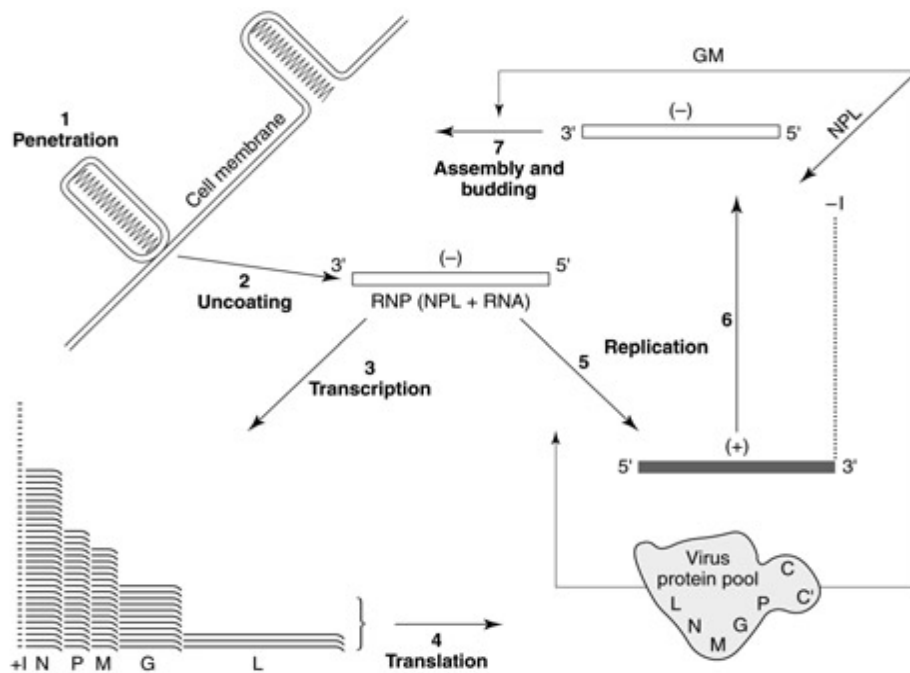 1
Penetration
Cell membrane
2
Uncoating
3'
(–)
5'
RNP (NPL + RNA)
GM
NPL
3'
(–)
5'
7
Assembly and
budding
–I
6
3
Transcription
5
Replication
(+)
5'
3'
+I N P M G L
4
Translation
Virus
protein pool
L
N
M
G
P
C
C'